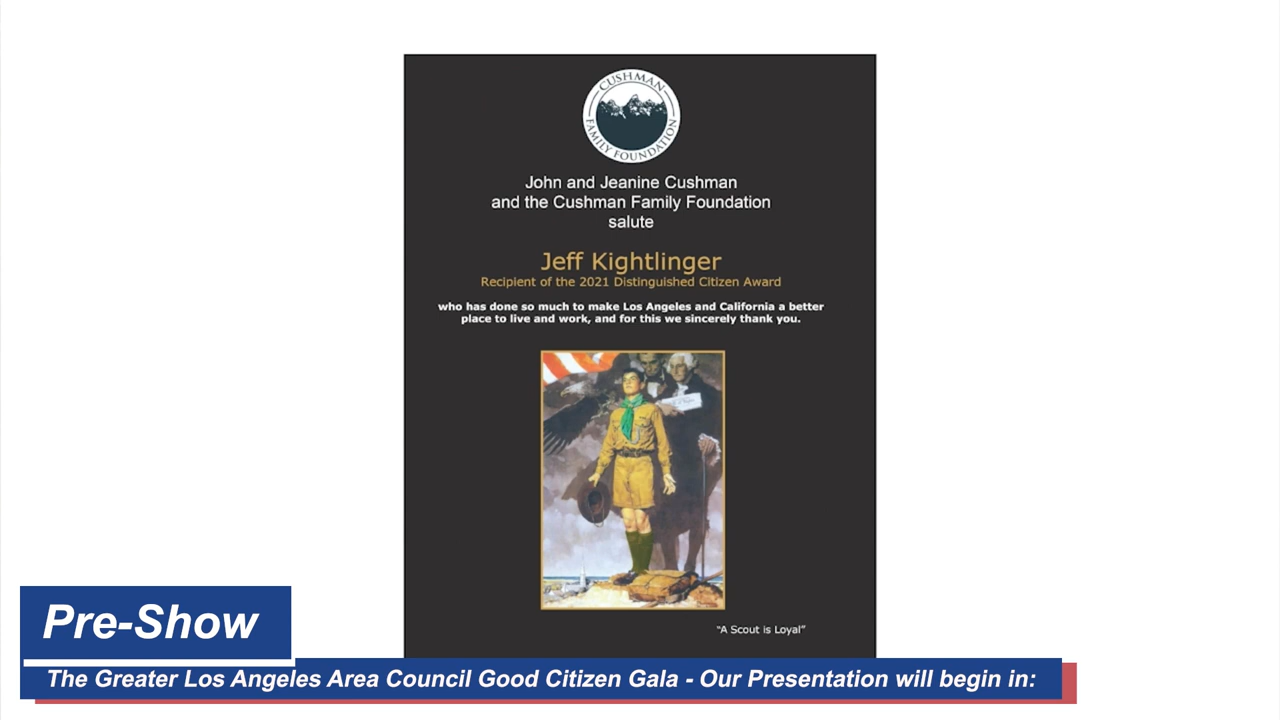 CUSHMAN
FAMILY FOUNDATION
John and Jeanine Cushman
and the Cushman Family Foundation
salute
Jeff Kightlinger
Recipient of the 2021 Distinguished Citizen Award
who has done so much to make Los Angeles and California a better
place to live and work, and for this we sincerely thank you.
"A Scout is Loyal”
Pre-Show
The Greater Los Angeles Area Council Good Citizen Gala - Our Presentation will begin in: